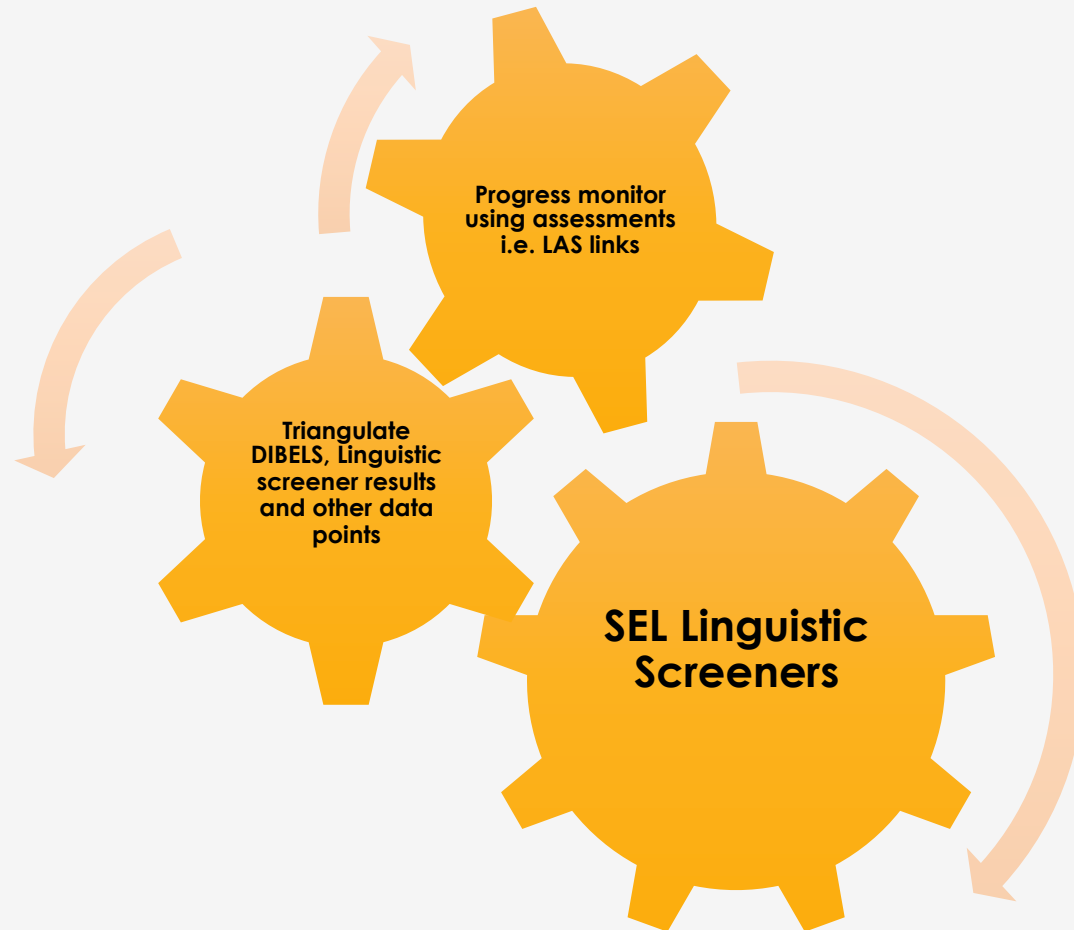 Progress monitor
using assessments
i.e. LAS links
Triangulate
DIBELS, Linguistic
screener results
and other data
points
SEL Linguistic
Screeners